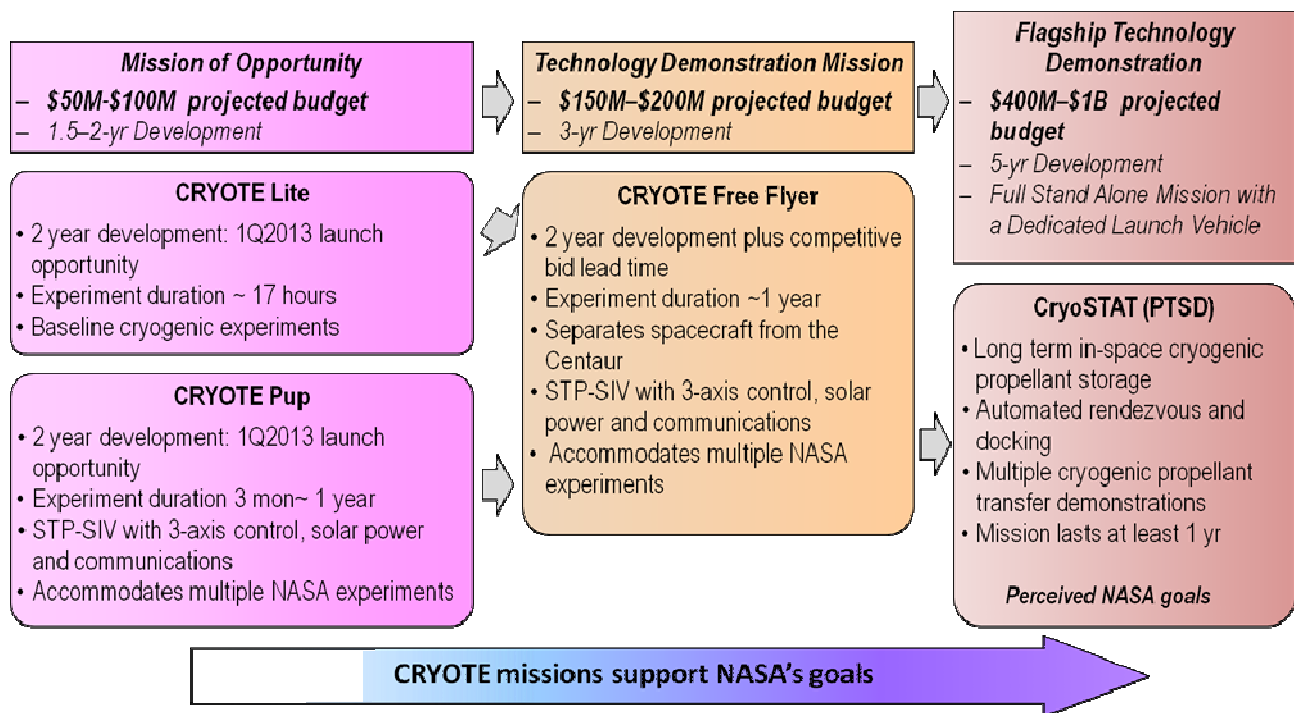 Mission of Opportunity
– $50M-$100M projected budget
– 1.5–2-yr Development
Technology Demonstration Mission
– $150M–$200M projected budget
– 3-yr Development
Flagship Technology
Demonstration
– $400M–$1B projected
budget
– 5-yr Development
– Full Stand Alone Mission with
a Dedicated Launch Vehicle
CRYOTE Lite
• 2 year development: 1Q2013 launch
opportunity
• Experiment duration ~ 17 hours
• Baseline cryogenic experiments
CRYOTE Pup
• 2 year development: 1Q2013 launch
opportunity
• Experiment duration 3 mon~ 1 year
• STP-SIV with 3-axis control, solar power
and communications
• Accommodates multiple NASA experiments
CRYOTE Free Flyer
• 2 year development plus competitive
bid lead time
• Experiment duration ~1 year
• Separates spacecraft from the
Centaur
• STP-SIV with 3-axis control, solar
power and communications
• Accommodates multiple NASA
experiments
CryoSTAT (PTSD)
• Long term in-space cryogenic
propellant storage
• Automated rendezvous and
docking
• Multiple cryogenic propellant
transfer demonstrations
• Mission lasts at least 1 yr
Perceived NASA goals
CRYOTE missions support NASA's goals